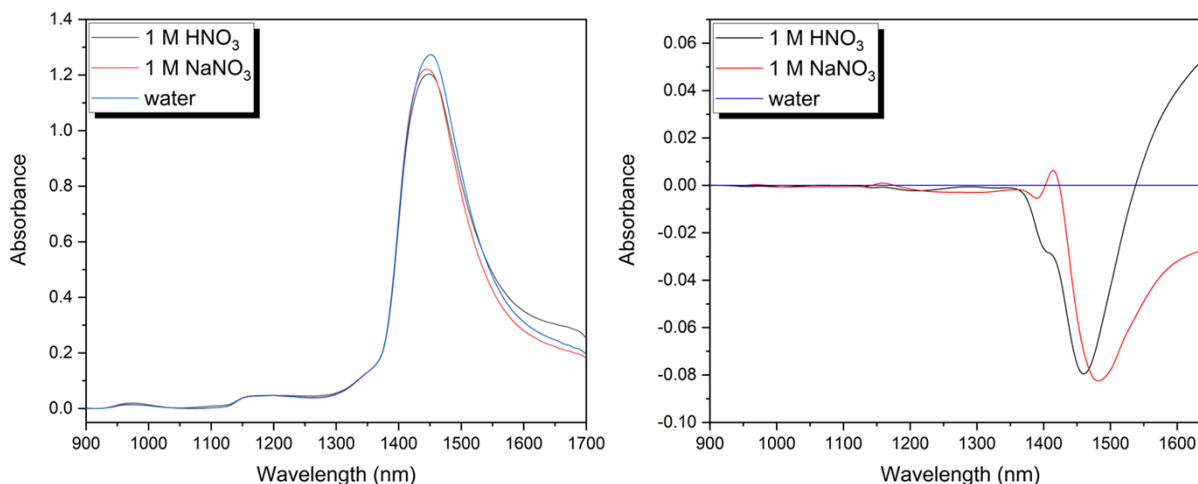 1.4
1.2
1.0
0.8
0.6
0.4
0.2
0.0
Absorbance
1 M HNO₃
1 M NaNO₃
water
900 1000 1100 1200 1300 1400 1500 1600 1700
Wavelength (nm)
0.06
0.04
0.02
0.00
-0.02
-0.04
-0.06
-0.08
-0.10
Absorbance
1 M HNO₃
1 M NaNO₃
water
900 1000 1100 1200 1300 1400 1500 1600
Wavelength (nm)